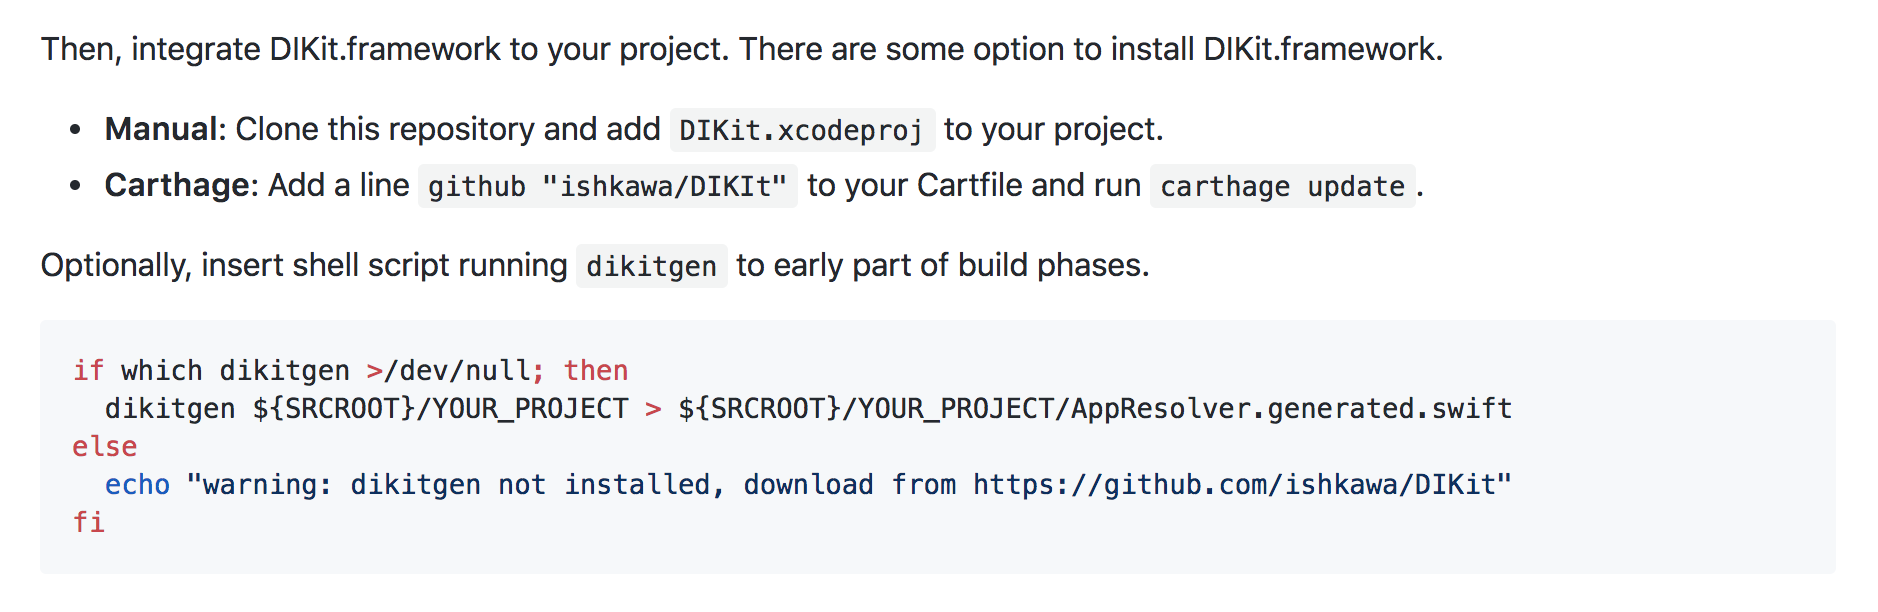 Then, integrate DIKit.framework to your project. There are some option to install DIKit.framework.
• Manual: Clone this repository and add DIKit.xcodeproj to your project.
• Carthage: Add a line github "ishkawa/DIKIt" to your Cartfile and run carthage update.
Optionally, insert shell script running dikitgen to early part of build phases.
if which dikitgen >/dev/null; then
  dikitgen ${SRCROOT}/YOUR_PROJECT > ${SRCROOT}/YOUR_PROJECT/AppResolver.generated.swift
else
  echo "warning: dikitgen not installed, download from https://github.com/ishkawa/DIKit"
fi